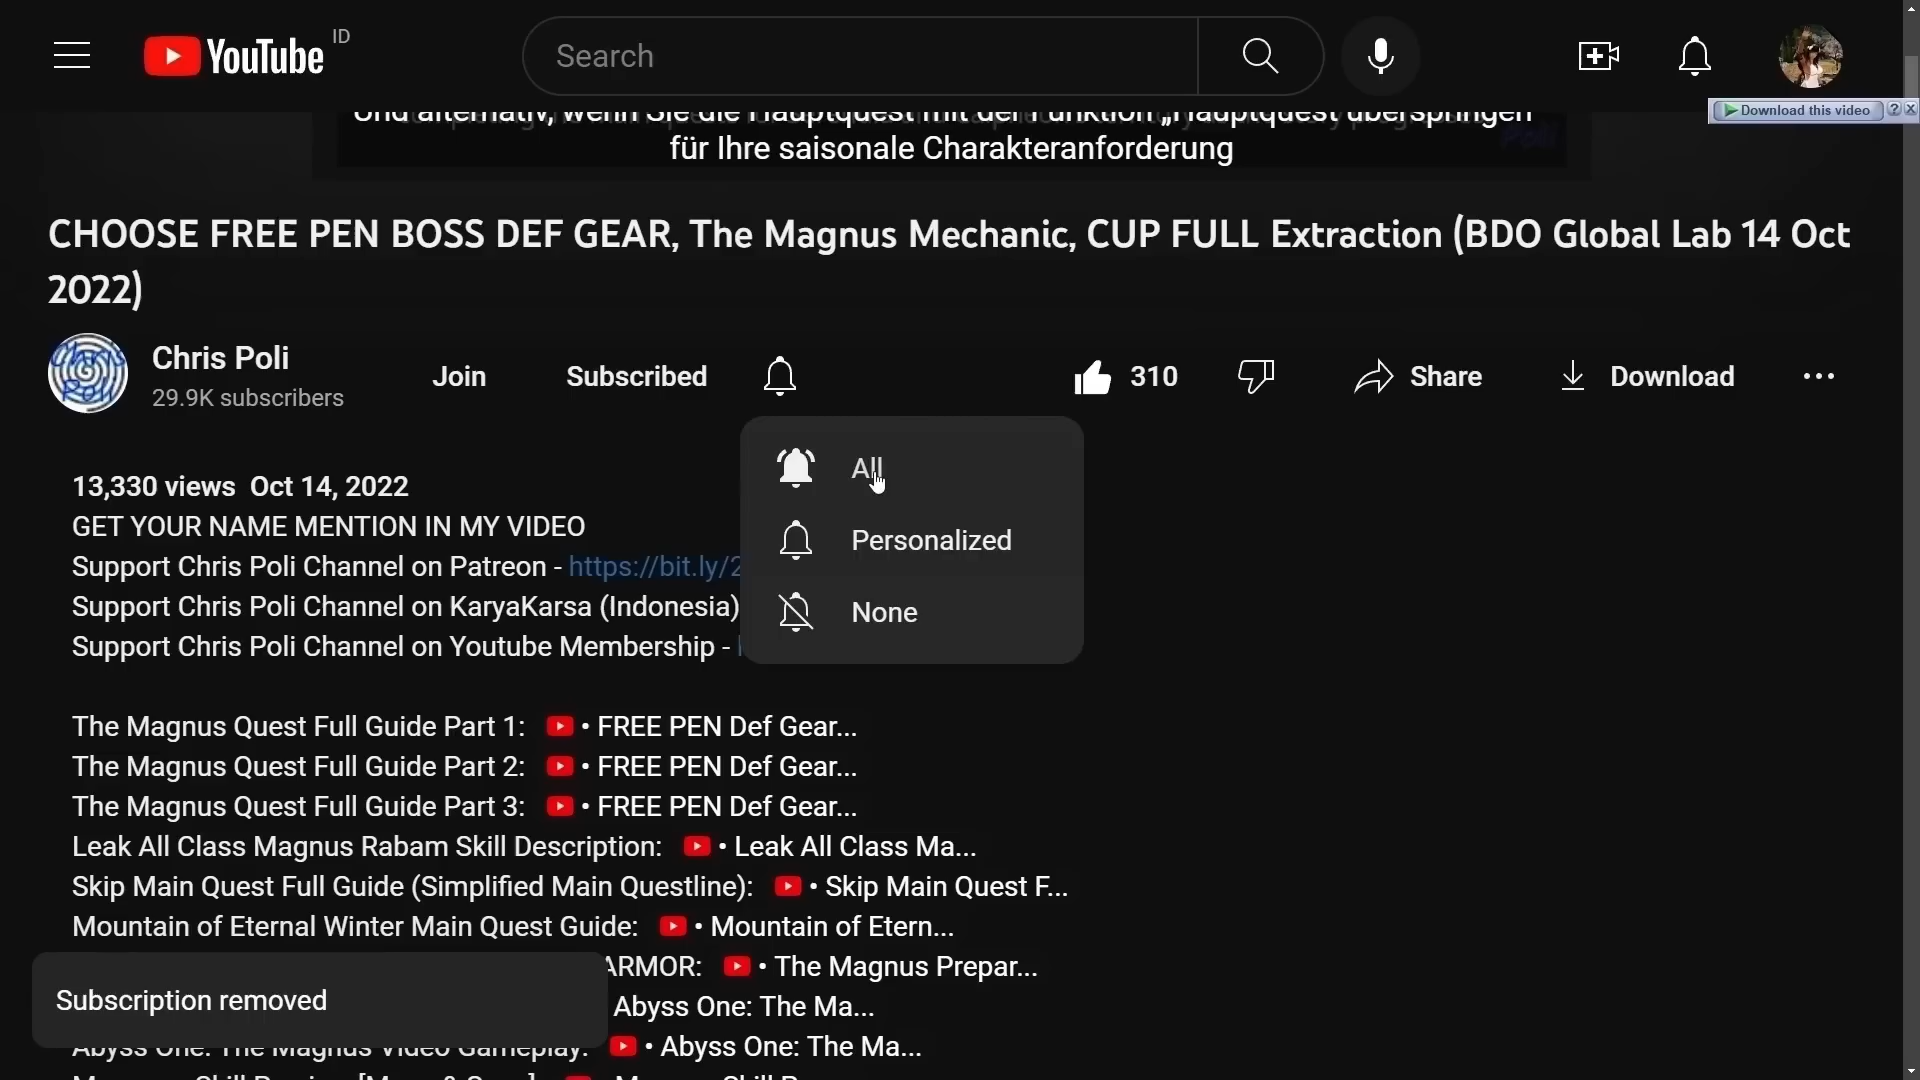 YouTube ID
Search
Download this video
für Ihre saisonale Charakteranforderung
CHOOSE FREE PEN BOSS DEF GEAR, The Magnus Mechanic, CUP FULL Extraction (BDO Global Lab 14 Oct
2022)
Chris Poli
29.9K subscribers
Join
Subscribed
310
Share
Download
All
Personalized
None
13,330 views Oct 14, 2022
GET YOUR NAME MENTION IN MY VIDEO
Support Chris Poli Channel on Patreon - https://bit.ly/2
Support Chris Poli Channel on KaryaKarsa (Indonesia)
Support Chris Poli Channel on Youtube Membership -
The Magnus Quest Full Guide Part 1: • FREE PEN Def Gear...
The Magnus Quest Full Guide Part 2: • FREE PEN Def Gear...
The Magnus Quest Full Guide Part 3: • FREE PEN Def Gear...
Leak All Class Magnus Rabam Skill Description: • Leak All Class Ma...
Skip Main Quest Full Guide (Simplified Main Questline): • Skip Main Quest F...
Mountain of Eternal Winter Main Quest Guide: • Mountain of Etern...
ARMOR: • The Magnus Prepar...
Subscription removed
Abyss One: The Ma...
Abyss One: The Magnus Video Gameplay: • Abyss One: The Ma...